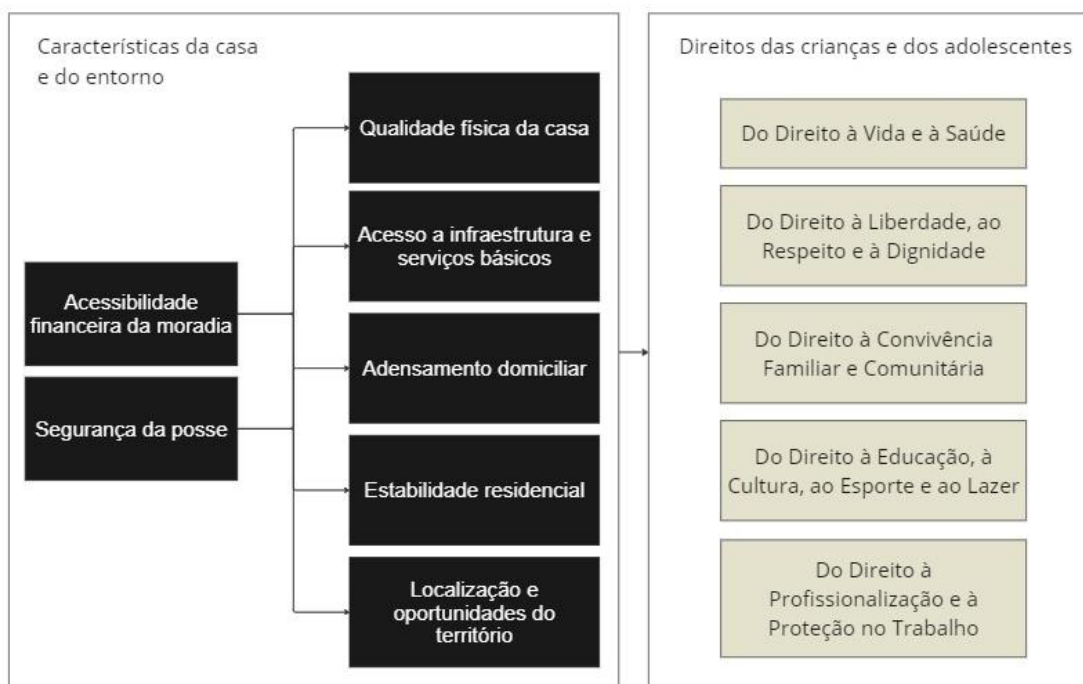 Características da casa
e do entorno
Qualidade física da casa
Acesso a infraestrutura e
serviços básicos
Acessibilidade
financeira da moradia
Adensamento domiciliar
Segurança da posse
Estabilidade residencial
Localização e
oportunidades do
território
Direitos das crianças e dos adolescentes
Do Direito à Vida e à Saúde
Do Direito à Liberdade, ao
Respeito e à Dignidade
Do Direito à Convivência
Familiar e Comunitária
Do Direito à Educação, à
Cultura, ao Esporte e ao Lazer
Do Direito à
Profissionalização e à
Proteção no Trabalho